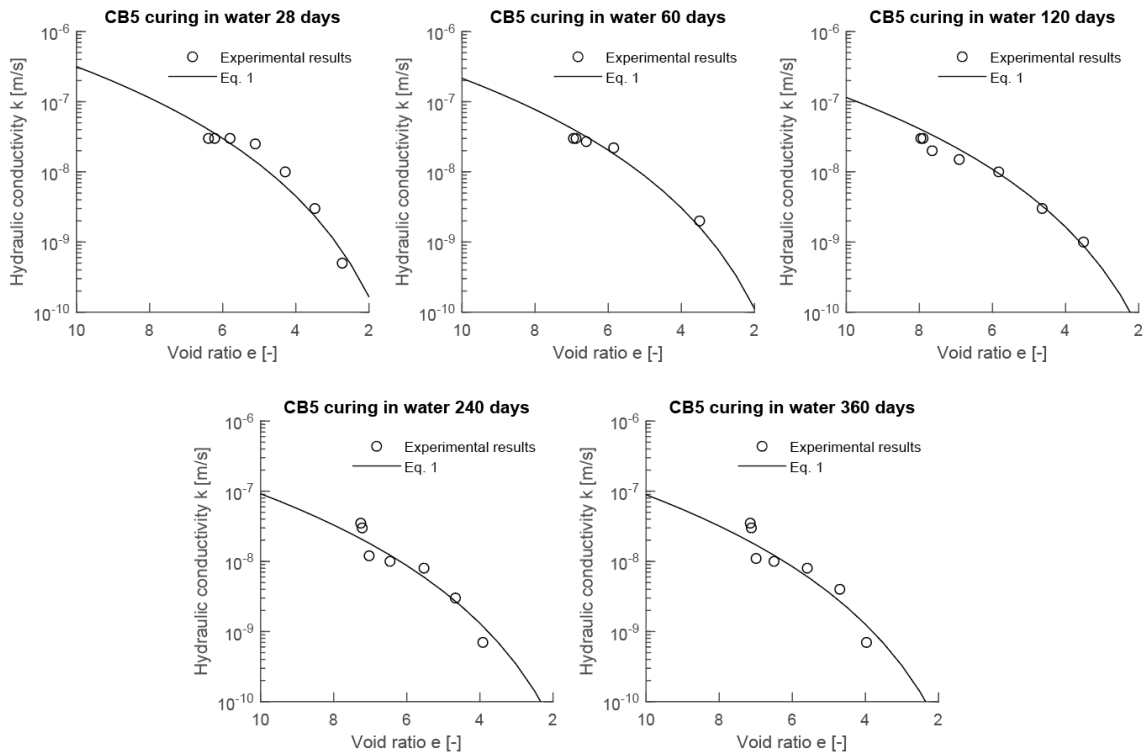 CB5 curing in water 28 days
Experimental results
Eq. 1
Hydraulic conductivity k [m/s]
10^-6
10^-7
10^-8
10^-9
10^-10
10 8 6 4 2
Void ratio e [-]
CB5 curing in water 60 days
Experimental results
Eq. 1
Hydraulic conductivity k [m/s]
10^-6
10^-7
10^-8
10^-9
10^-10
10 8 6 4 2
Void ratio e [-]
CB5 curing in water 120 days
Experimental results
Eq. 1
Hydraulic conductivity k [m/s]
10^-6
10^-7
10^-8
10^-9
10^-10
10 8 6 4 2
Void ratio e [-]
CB5 curing in water 240 days
Experimental results
Eq. 1
Hydraulic conductivity k [m/s]
10^-6
10^-7
10^-8
10^-9
10^-10
10 8 6 4 2
Void ratio e [-]
CB5 curing in water 360 days
Experimental results
Eq. 1
Hydraulic conductivity k [m/s]
10^-6
10^-7
10^-8
10^-9
10^-10
10 8 6 4 2
Void ratio e [-]